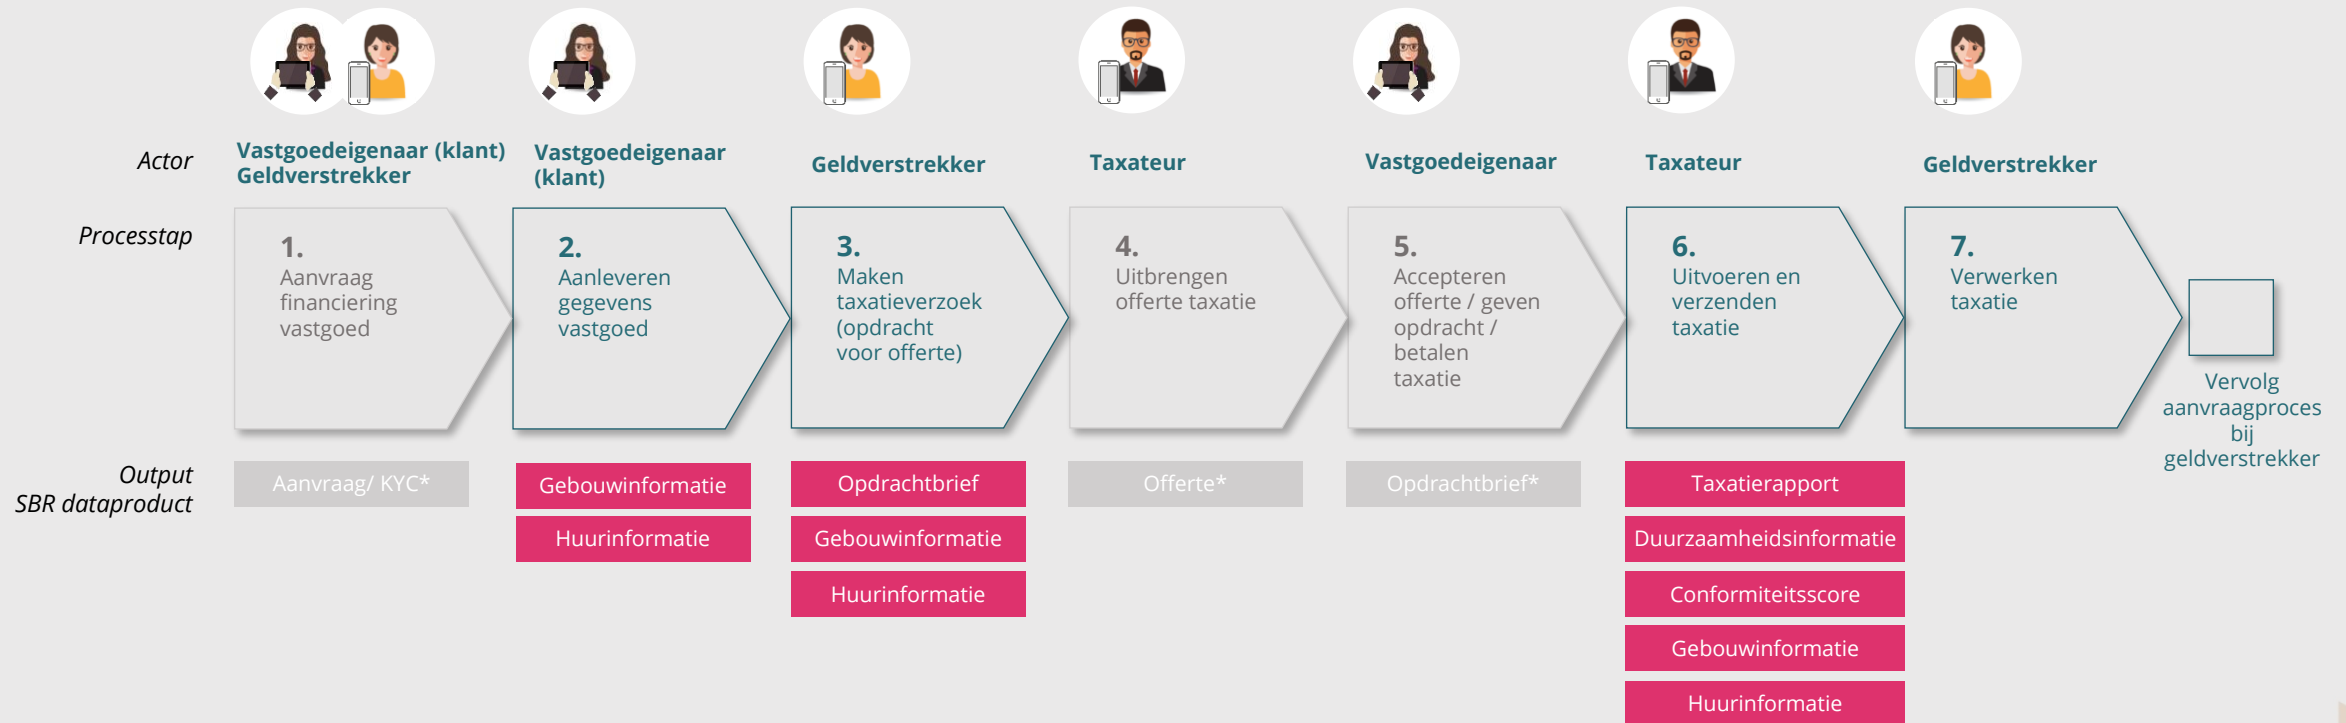 Actor
Vastgoedeigenaar (klant)
Geldverstrekker
Vastgoedeigenaar
(klant)
Geldverstrekker
Taxateur
Vastgoedeigenaar
Taxateur
Geldverstrekker
Processtap
1.
Aanvraag
financiering
vastgoed
2.
Aanleveren
gegevens
vastgoed
3.
Maken
taxatieverzoek
(opdracht
voor offerte)
4.
Uitbrengen
offerte taxatie
5.
Accepteren
offerte / geven
opdracht /
betalen
taxatie
6.
Uitvoeren en
verzenden
taxatie
7.
Verwerken
taxatie
Vervolg
aanvraagproces
bij
geldverstrekker
Output
SBR dataproduct
Aanvraag/ KYC*
Gebouwinformatie
Huurinformatie
Opdrachtbrief
Gebouwinformatie
Huurinformatie
Offerte*
Opdrachtbrief*
Taxatierapport
Duurzaamheidsinformatie
Conformiteitsscore
Gebouwinformatie
Huurinformatie